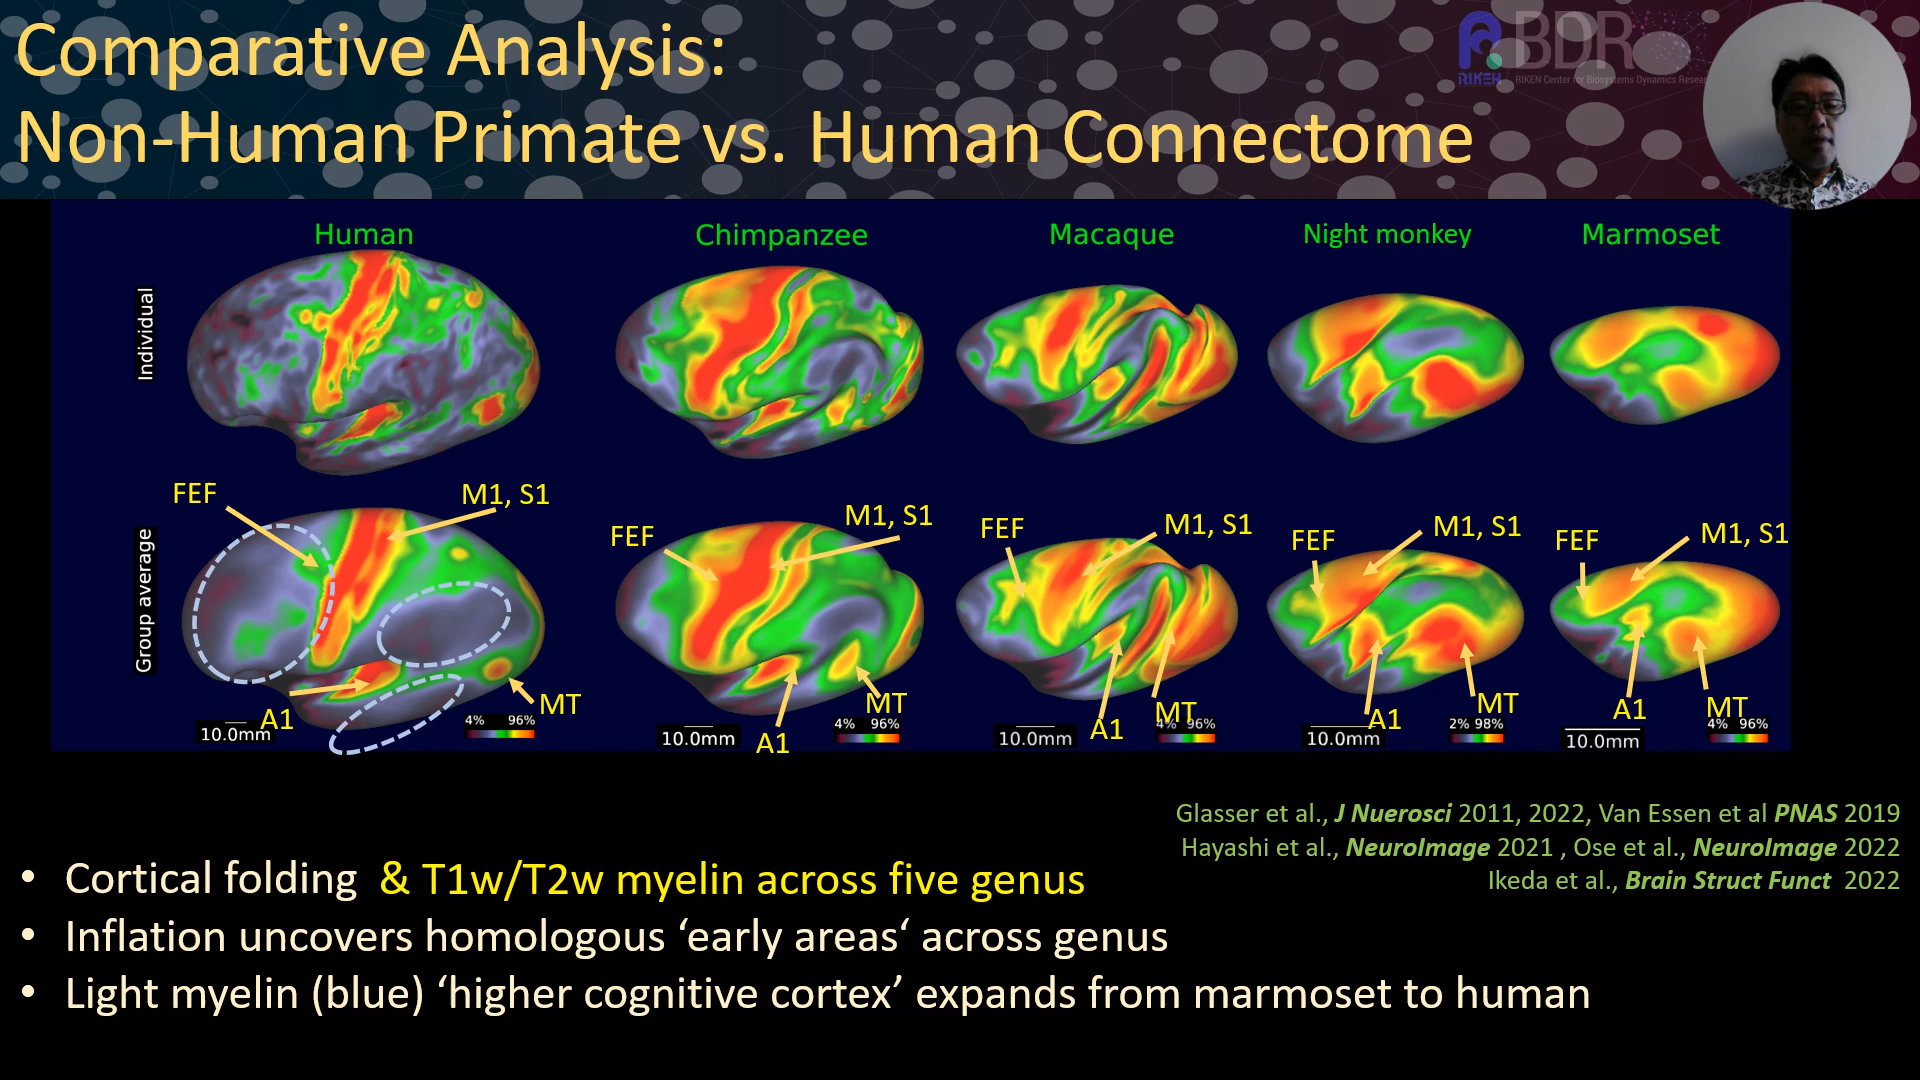 Comparative Analysis:
Non-Human Primate vs. Human Connectome
RIKEN
BDR
RIKEN Center for Biosystems Dynamics Resear
Human
Chimpanzee
Macaque
Night monkey
Marmoset
Individual
Group average
FEF
M1, S1
A1
MT
10.0mm
4% 96%
FEF
M1, S1
A1
MT
10.0mm
4% 96%
FEF
M1, S1
A1
MT
10.0mm
4% 96%
FEF
M1, S1
A1
MT
10.0mm
2% 98%
FEF
M1, S1
A1
MT
10.0mm
4% 96%
Glasser et al., J Nuerosci 2011, 2022, Van Essen et al PNAS 2019
Hayashi et al., NeuroImage 2021 , Ose et al., NeuroImage 2022
Ikeda et al., Brain Struct Funct 2022
• Cortical folding & T1w/T2w myelin across five genus
• Inflation uncovers homologous ‘early areas‘ across genus
• Light myelin (blue) ‘higher cognitive cortex’ expands from marmoset to human